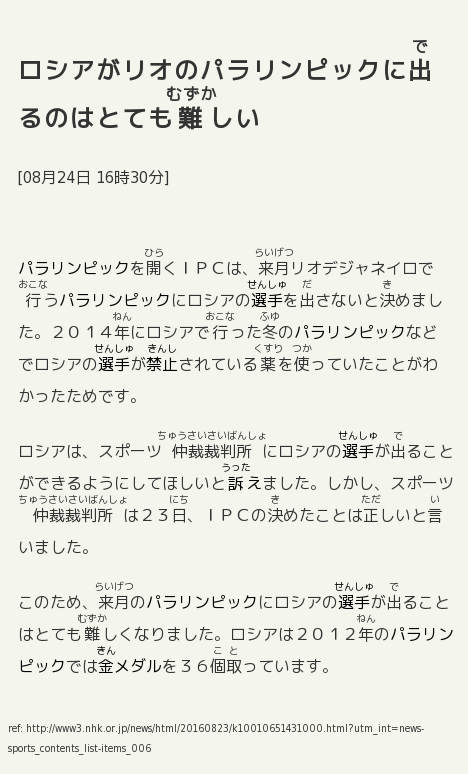 ロシアがリオのパラリンピックに出
るのはとても難しい
[08月24日 16時30分]
パラリンピックを開くＩＰＣは、来月リオデジャネイロで
行うパラリンピックにロシアの選手を出さないと決めまし
た。２０１４年にロシアで行った冬のパラリンピックなど
でロシアの選手が禁止されている薬を使っていたことがわ
かったためです。
ロシアは、スポーツ仲裁裁判所にロシアの選手が出ること
ができるようにしてほしいと訴えました。しかし、スポーツ
仲裁裁判所は２３日、ＩＰＣの決めたことは正しいと言
いました。
このため、来月のパラリンピックにロシアの選手が出ること
はとても難しくなりました。ロシアは２０１２年のパラリン
ピックでは金メダルを３６個取っています。
ref: http://www3.nhk.or.jp/news/html/20160823/k10010651431000.html?utm_int=news-
sports_contents_list-items_006